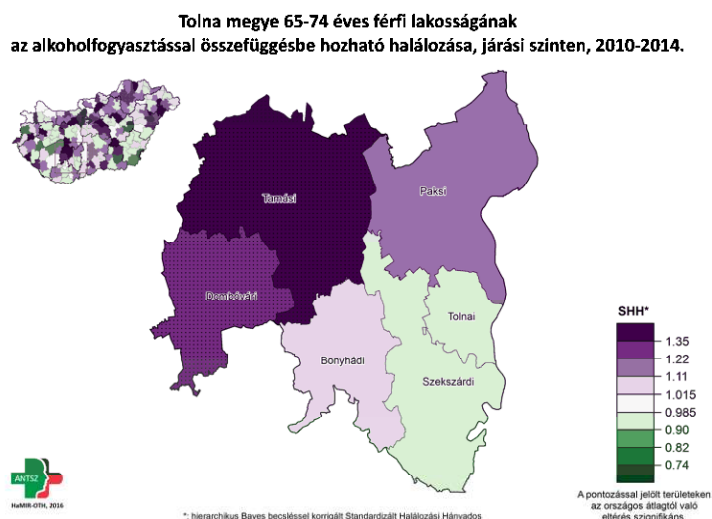 Tolna megye 65-74 éves férfi lakosságának
az alkoholfogyasztással összefüggésbe hozható halálozása, járási szinten, 2010-2014.
Tamási
Paksi
Dombóvári
Tolnai
Bonyhádi
Szekszárdi
SHH*
1.35
1.22
1.11
1.015
0.985
0.90
0.82
0.74
ANTSZ
HaMIR-OTH, 2016
A pontozással jelölt területeken
az országos átlagtól való
eltérés szignifikáns
*: hierarchikus Bayes becsléssel korrigált Standardizált Halálozási Hányados